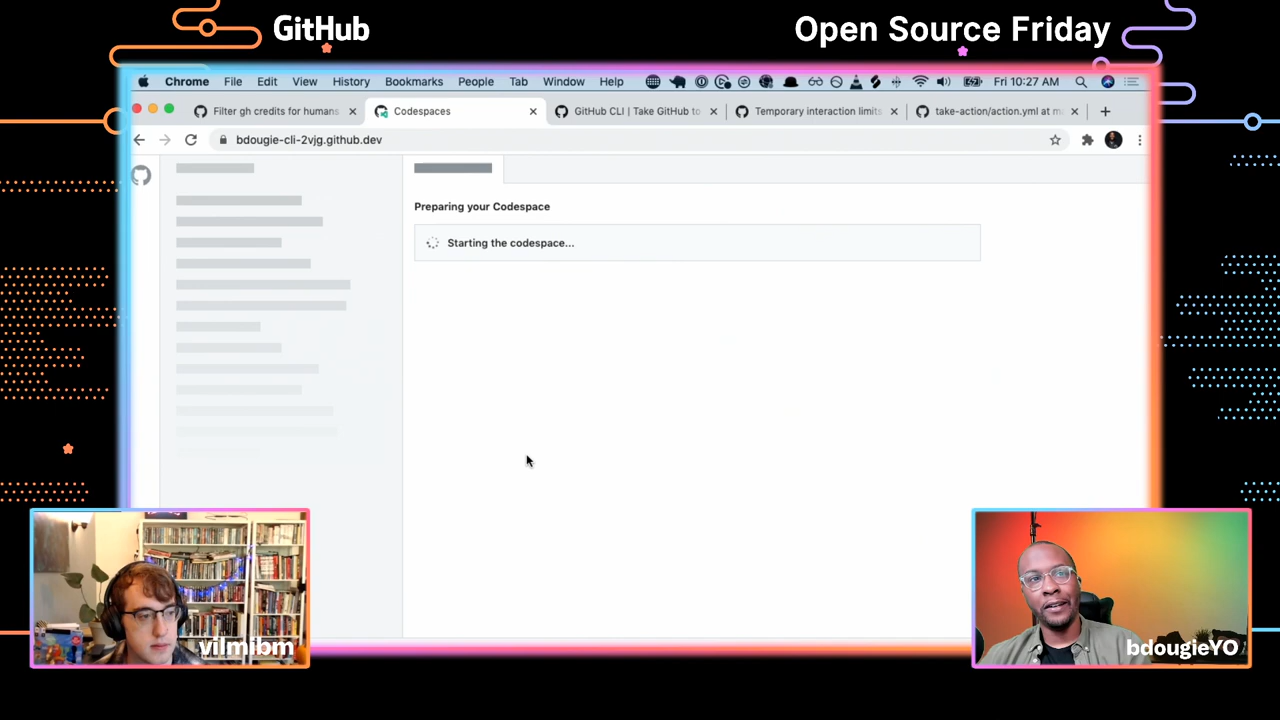 GitHub
Open Source Friday
Chrome File Edit View History Bookmarks People Tab Window Help Fri 10:27 AM
Filter gh credits for humans
Codespaces
GitHub CLI | Take GitHub to
Temporary interaction limits
take-action/action.yml at m
bdougie-cli-2vjg.github.dev
Preparing your Codespace
Starting the codespace...
vilmibm
bdougieYO